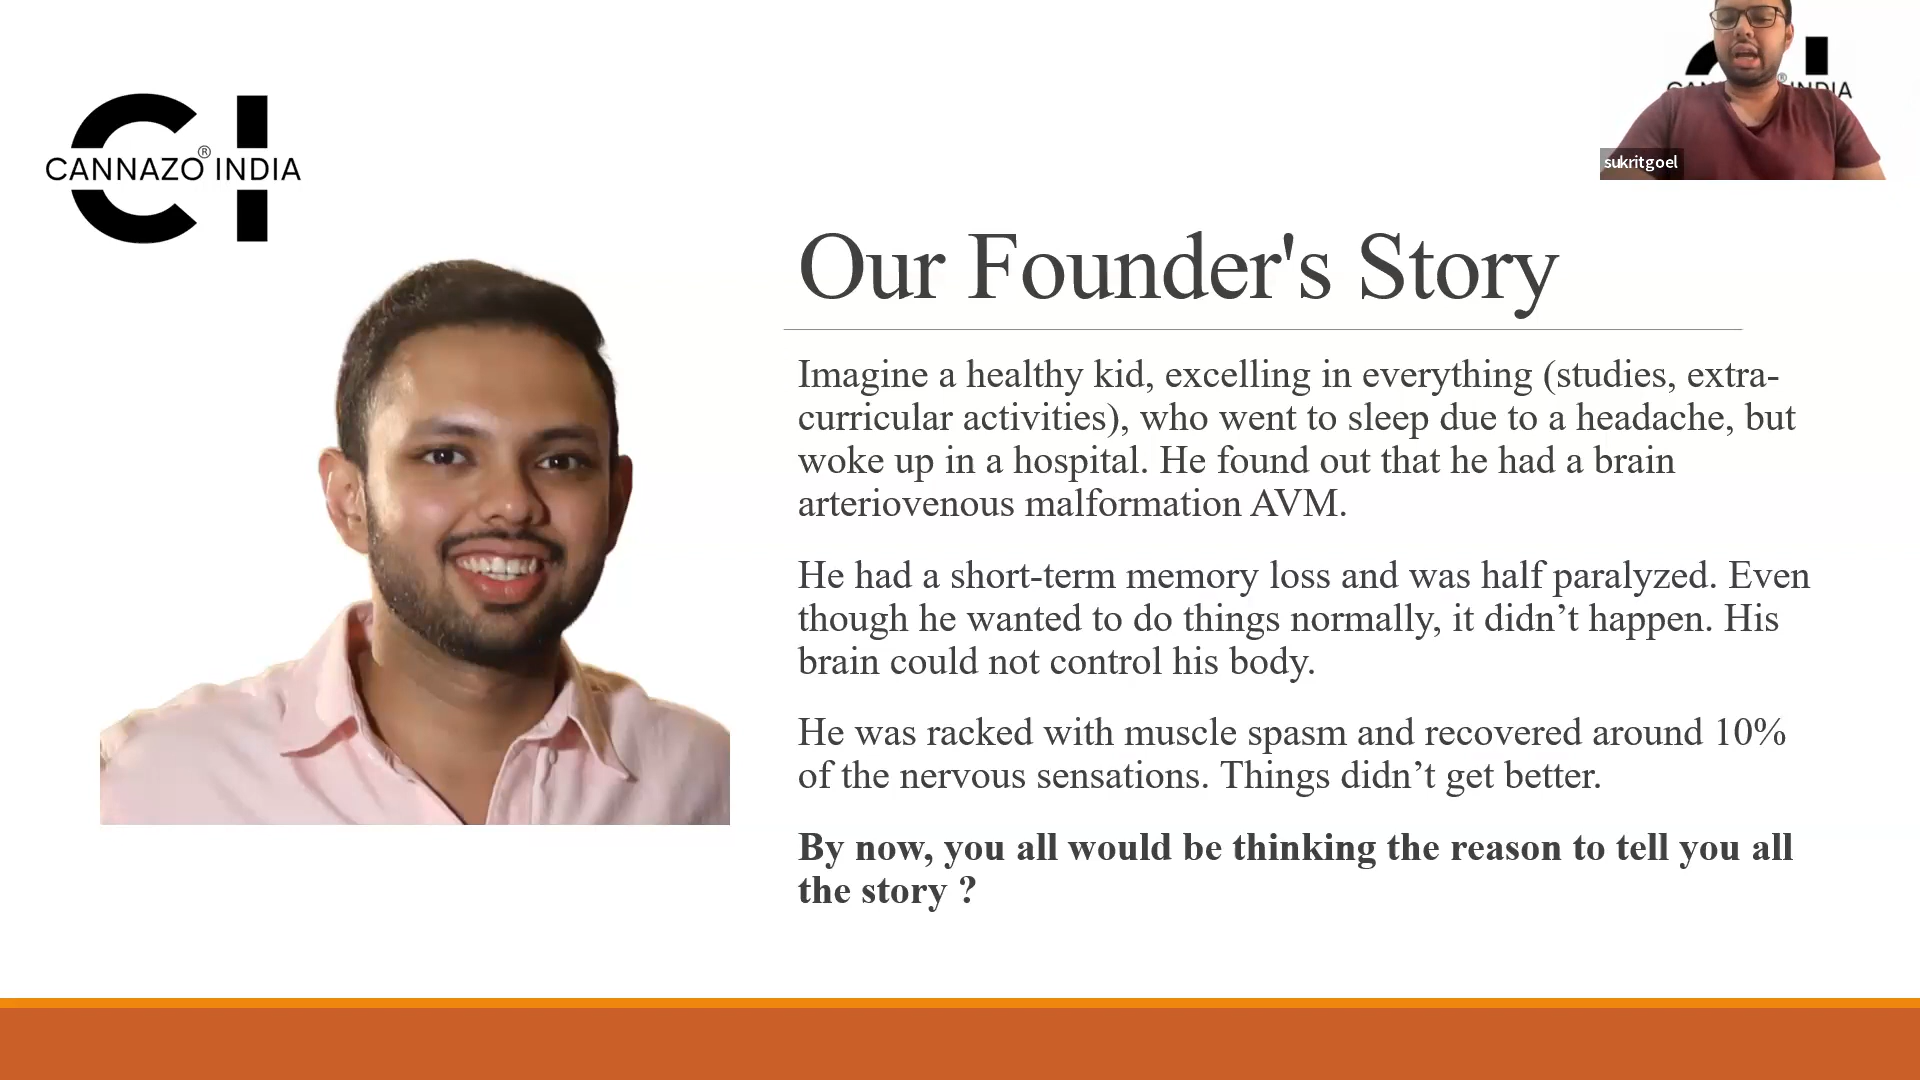 CANNAZO® INDIA
sukritgoel
Our Founder's Story
Imagine a healthy kid, excelling in everything (studies, extra-
curricular activities), who went to sleep due to a headache, but
woke up in a hospital. He found out that he had a brain
arteriovenous malformation AVM.
He had a short-term memory loss and was half paralyzed. Even
though he wanted to do things normally, it didn’t happen. His
brain could not control his body.
He was racked with muscle spasm and recovered around 10%
of the nervous sensations. Things didn’t get better.
By now, you all would be thinking the reason to tell you all
the story ?